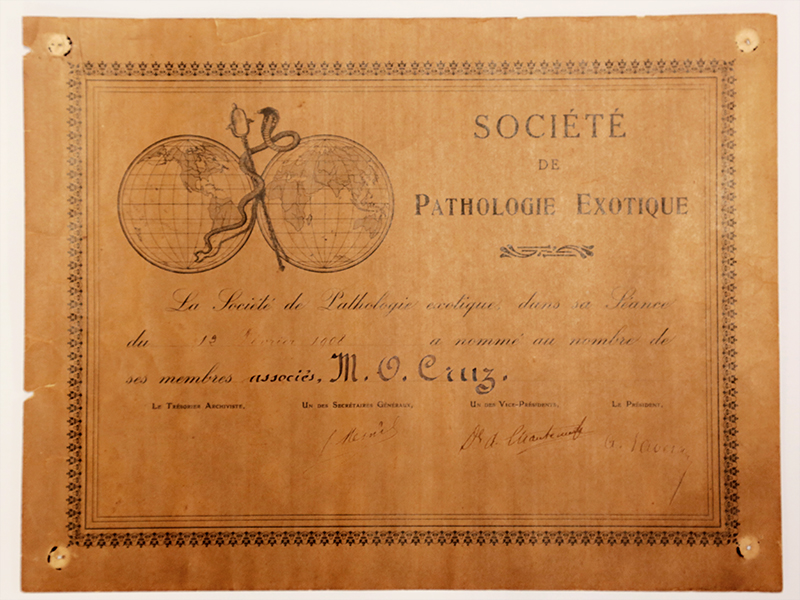 SOCIÉTÉ
DE
PATHOLOGIE EXOTIQUE
La Société de Pathologie exotique, dans sa Séance
du 12 a nommé au nombre de
ses membres associés, M. O. Cruz.
LE TRÉSORIER ARCHIVISTE, UN DES SECRÉTAIRES GÉNÉRAUX, UN DES VICE-PRÉSIDENTS, LE PRÉSIDENT,